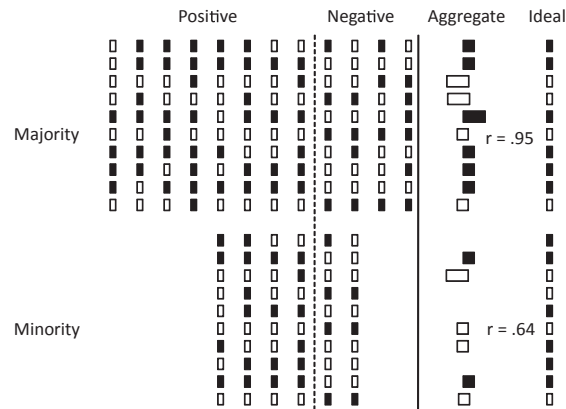 Positive Negative Aggregate Ideal
Majority r = .95
Minority r = .64